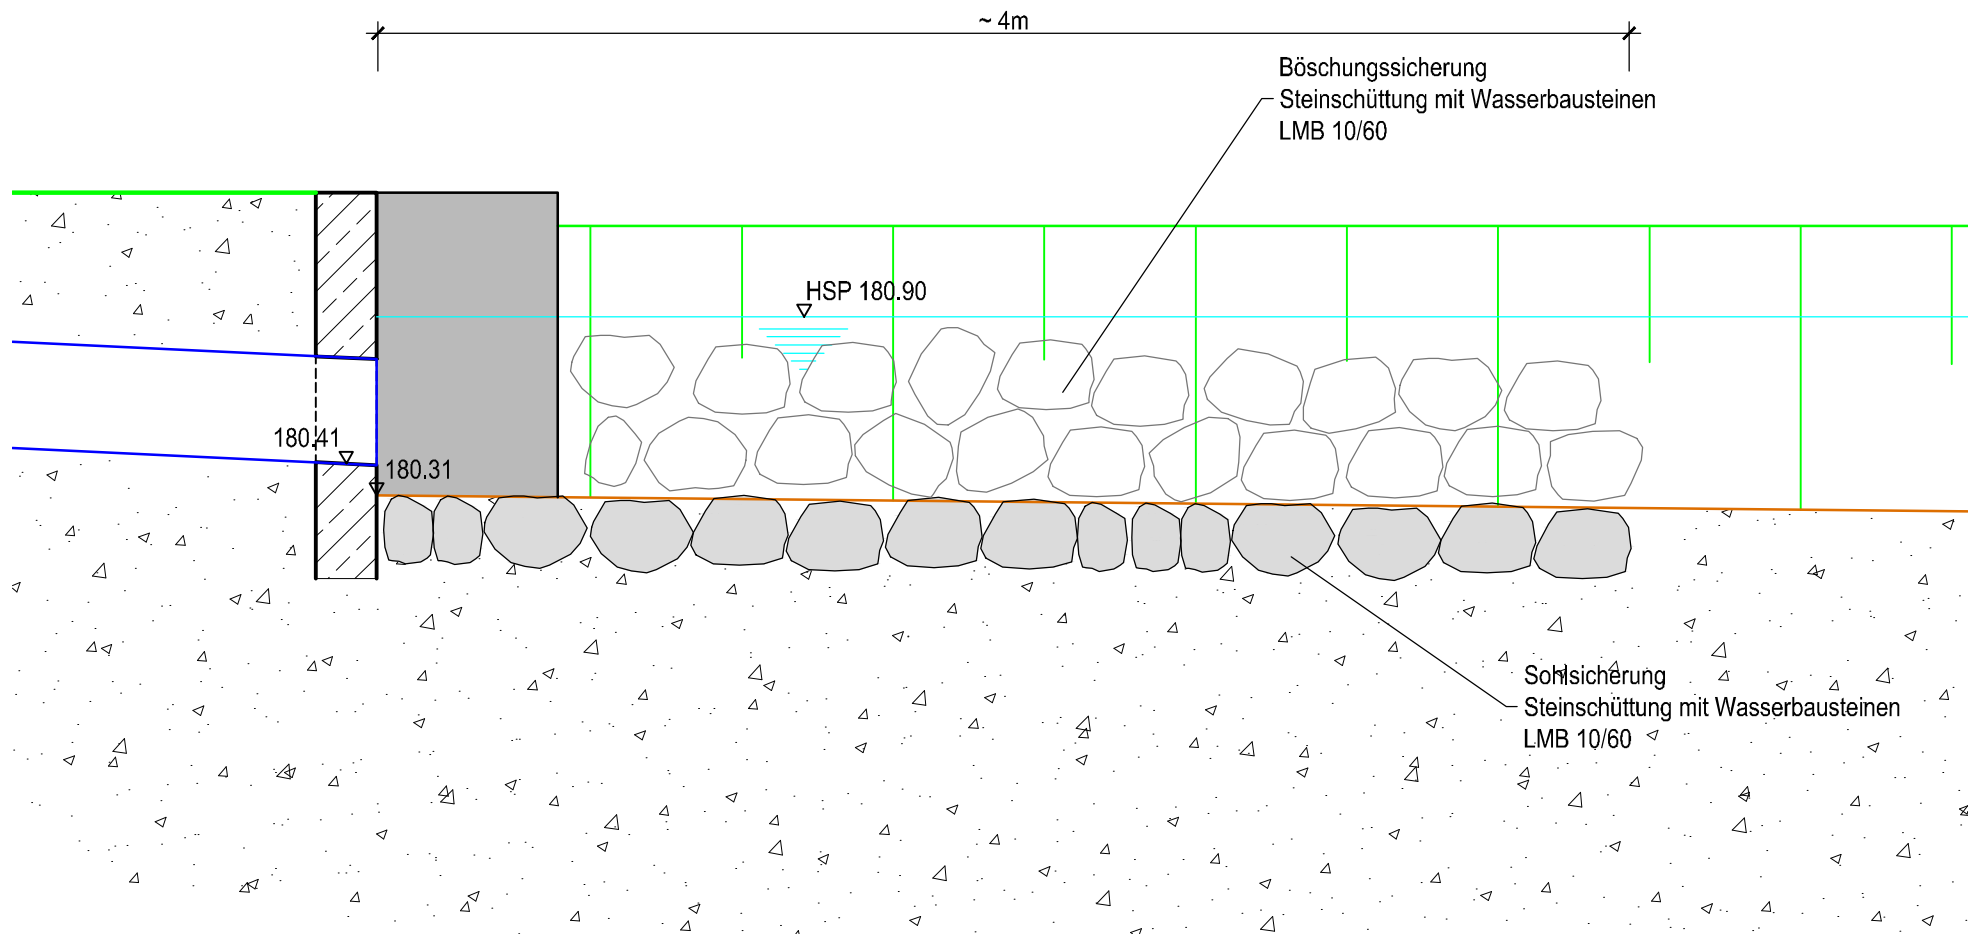 ~ 4m
Böschungssicherung
Steinschüttung mit Wasserbausteinen
LMB 10/60
HSP 180.90
180.41
180.31
Sohlsicherung
Steinschüttung mit Wasserbausteinen
LMB 10/60